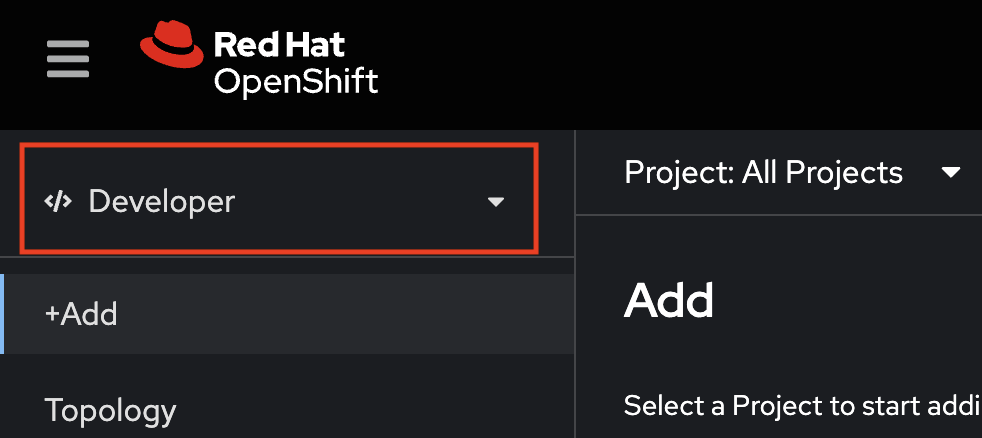 Red Hat
OpenShift
Developer
Project: All Projects
+Add
Topology
Add
Select a Project to start addi